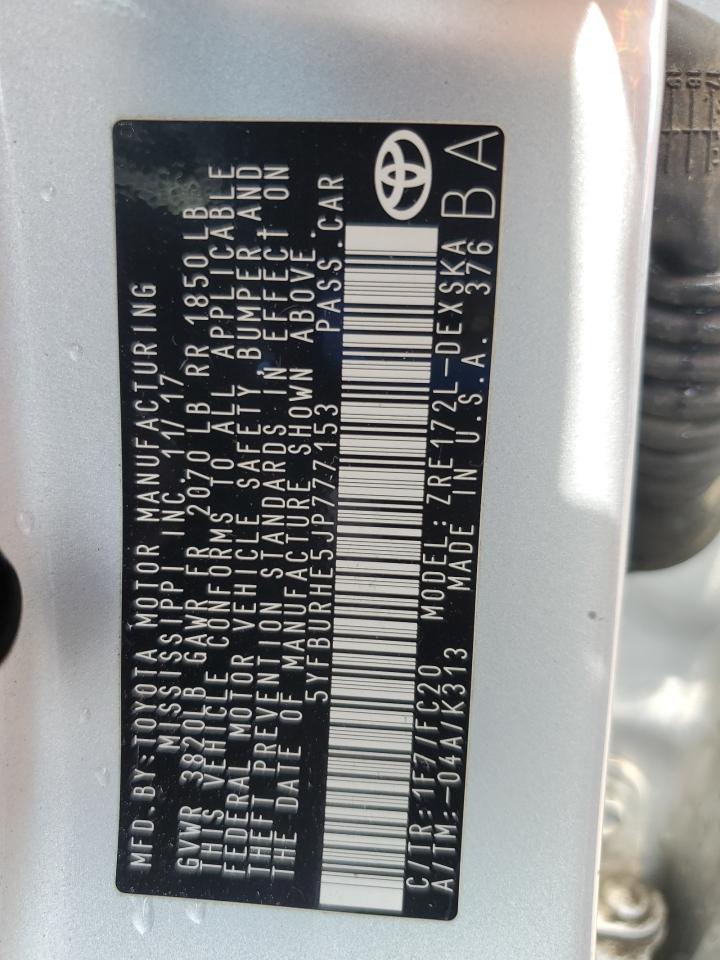 MFD.BY:TOYOTA MOTOR MANUFACTURING
MISSISSIPPI INC. 11/17
GVWR 3820LB GAWR FR 2070 LB RR 1850LB
THIS VEHICLE CONFORMS TO ALL APPLICABLE
FEDERAL MOTOR VEHICLE SAFETY BUMPER AND
THEFT PREVENTION STANDARDS IN EFFECT ON
THE DATE OF MANUFACTURE SHOWN ABOVE.
5YFBURHE5JP777153 PASS.CAR
C/TR:1F7/FC20 MODEL:ZRE172L-DEXSKA
A/TM:-04A/K313 MADE IN U.S.A. 376
BA